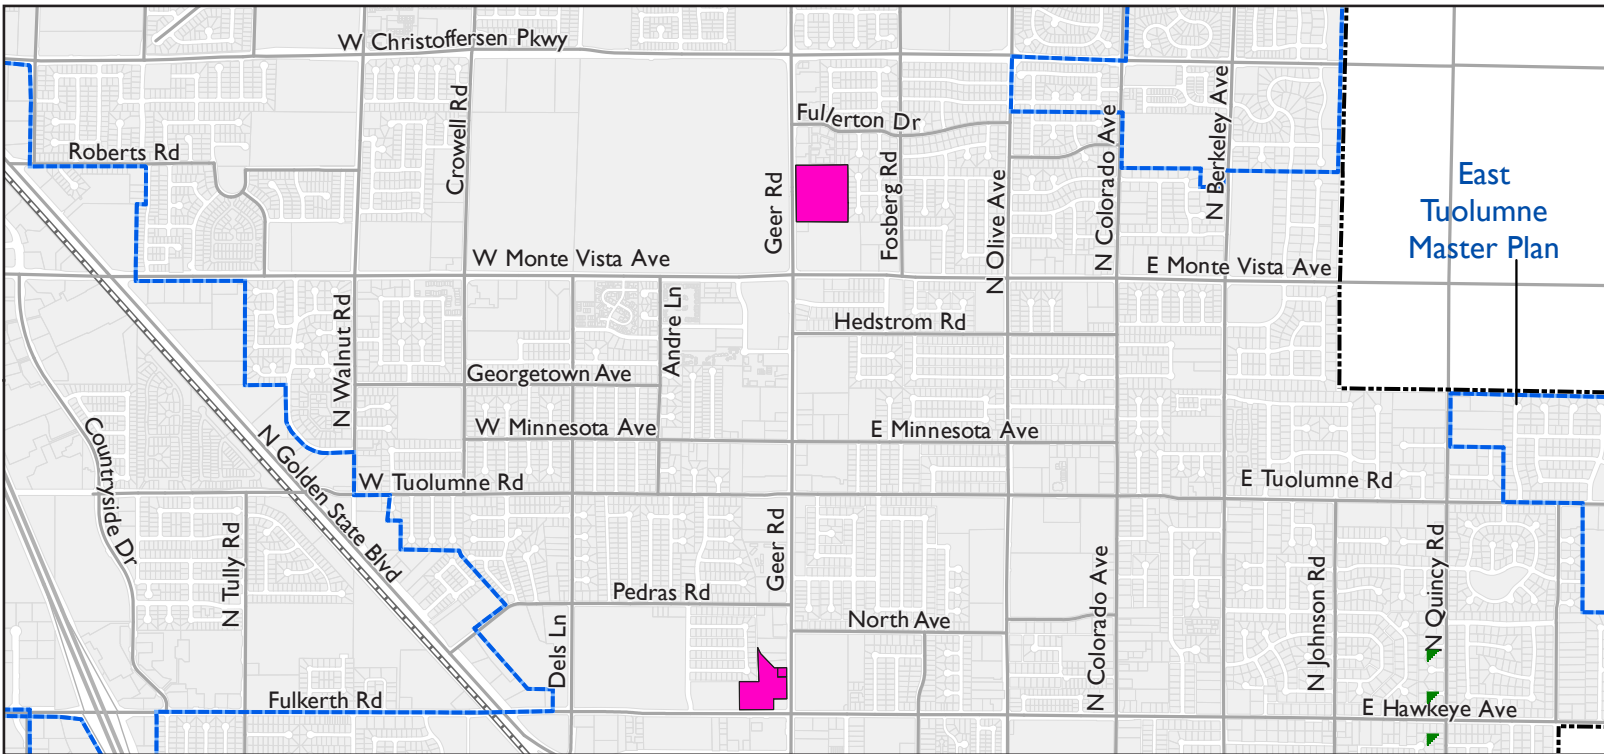 W Christoffersen Pkwy
Crowell Rd
N Berkeley Ave
Fullerton Dr
N Colorado Ave
Roberts Rd
Geer Rd
Fosberg Rd
N Olive Ave
East
Tuolumne
Master Plan
W Monte Vista Ave
E Monte Vista Ave
N Walnut Rd
Andre Ln
Hedstrom Rd
Georgetown Ave
Countryside Dr
N Golden State Blvd
W Minnesota Ave
E Minnesota Ave
W Tuolumne Rd
E Tuolumne Rd
N Tully Rd
Geer Rd
N Colorado Ave
N Johnson Rd
N Quincy Rd
Pedras Rd
North Ave
Dels Ln
Fulkerth Rd
E Hawkeye Ave